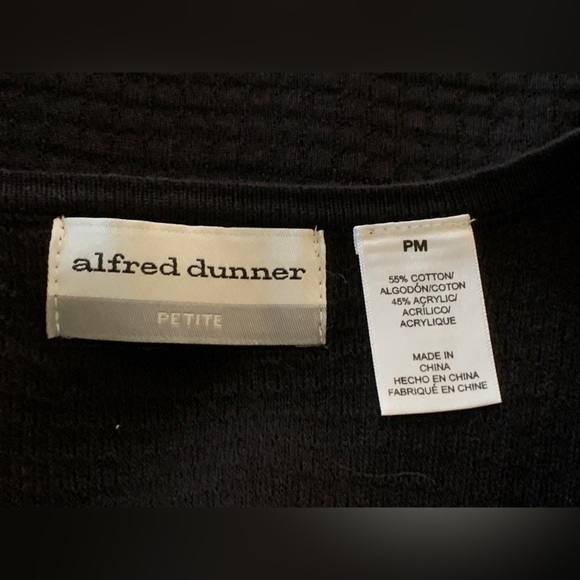 alfred dunner
PETITE
PM
55% COTTON/
ALGODÓN/COTON
45% ACRYLIC/
ACRÍLICO/
ACRYLIQUE
MADE IN
CHINA
HECHO EN CHINA
FABRIQUÉ EN CHINE